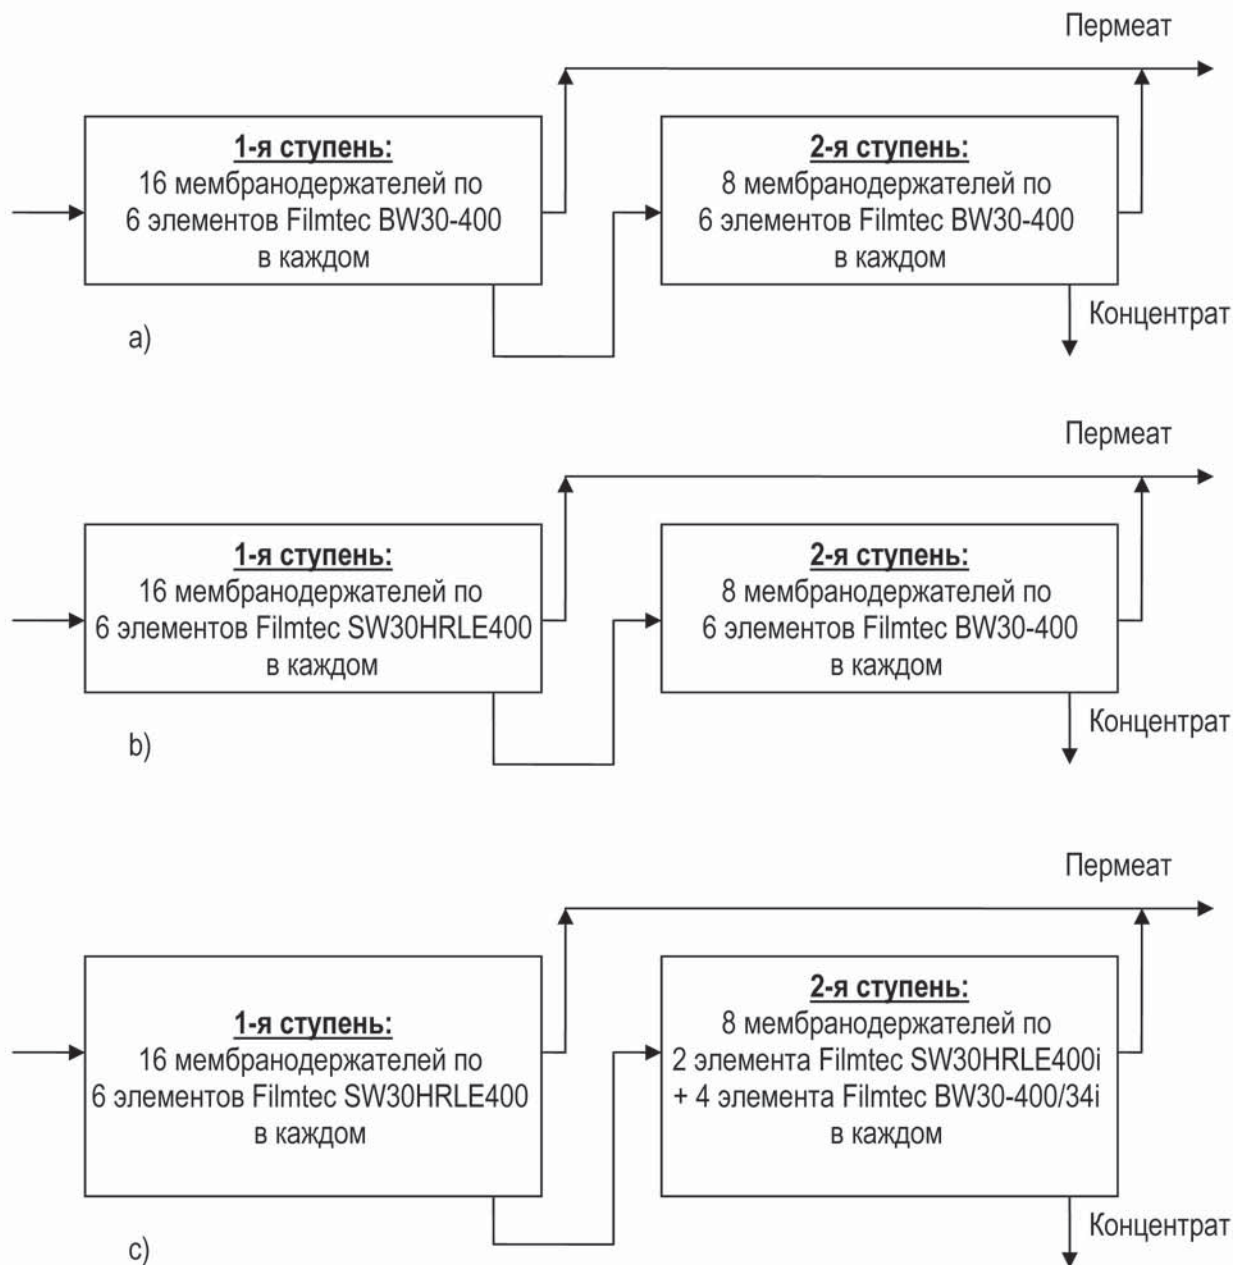 Пермеат
1-я ступень:
16 мембранодержателей по
6 элементов Filmtec BW30-400
в каждом
2-я ступень:
8 мембранодержателей по
6 элементов Filmtec BW30-400
в каждом
Концентрат
a)
Пермеат
1-я ступень:
16 мембранодержателей по
6 элементов Filmtec SW30HRLE400
в каждом
2-я ступень:
8 мембранодержателей по
6 элементов Filmtec BW30-400
в каждом
Концентрат
b)
Пермеат
1-я ступень:
16 мембранодержателей по
6 элементов Filmtec SW30HRLE400
в каждом
2-я ступень:
8 мембранодержателей по
2 элемента Filmtec SW30HRLE400i
+ 4 элемента Filmtec BW30-400/34i
в каждом
Концентрат
c)